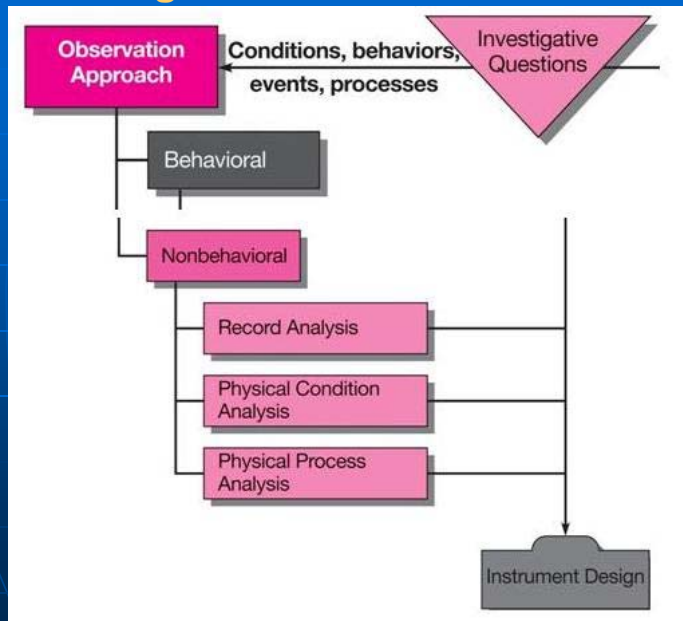 Observation
Approach
Conditions, behaviors,
events, processes
Investigative
Questions
Behavioral
Nonbehavioral
Record Analysis
Physical Condition
Analysis
Physical Process
Analysis
Instrument Design